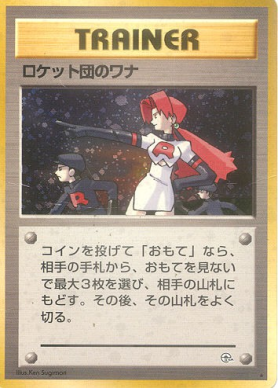 TRAINER
ロケット団のワナ
コインを投げて「おもて」なら、
相手の手札から、おもてを見ない
で最大3枚を選び、相手の山札に
もどす。その後、その山札をよく
切る。
Illus. Ken Sugimori